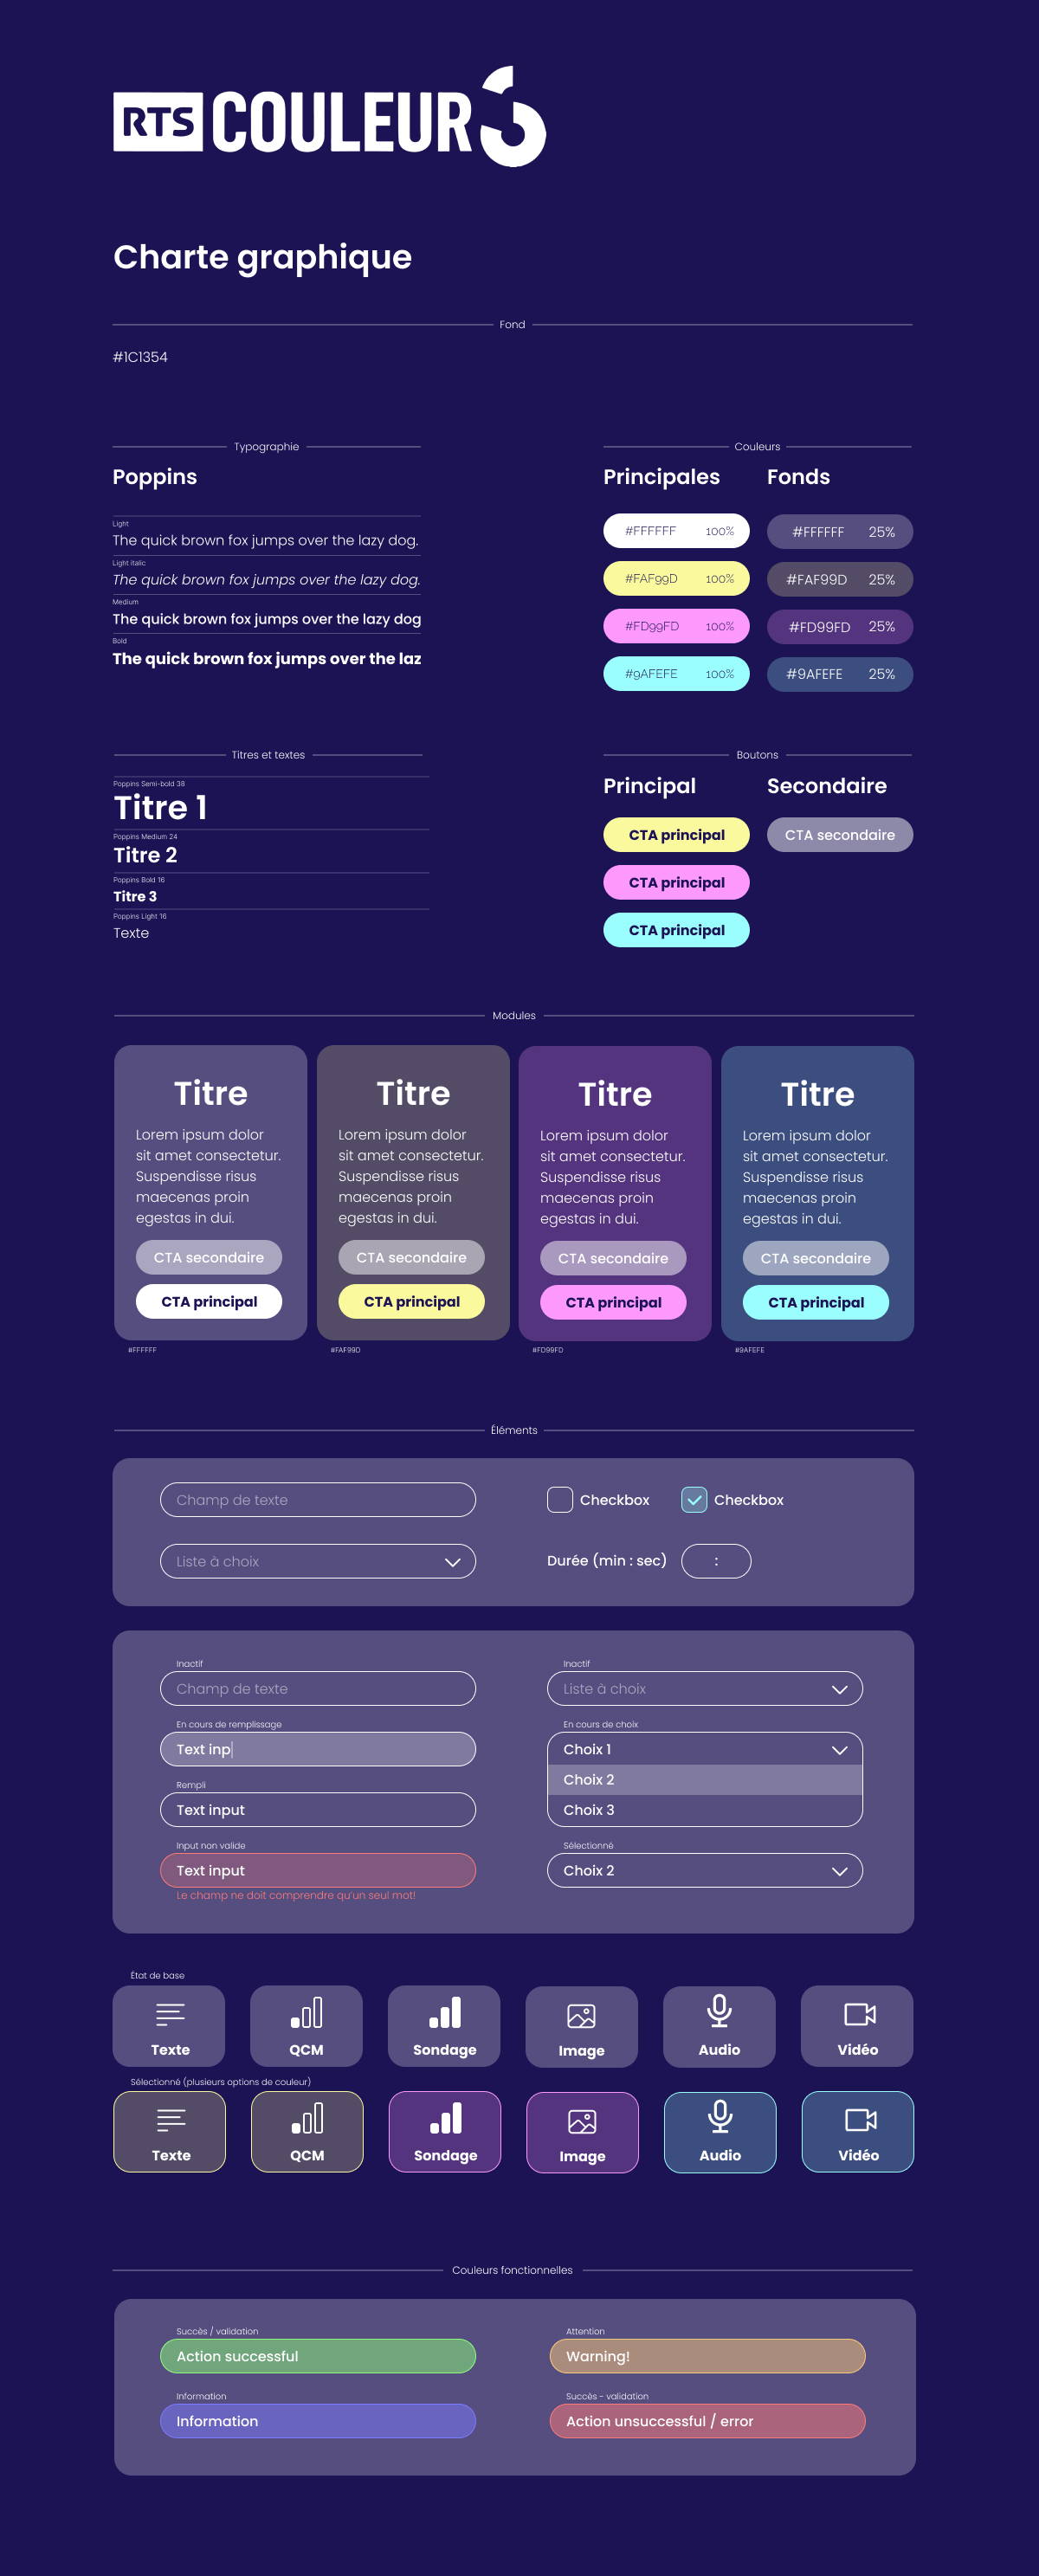 RTS COULEUR 3
Charte graphique
Fond
#1C1354
Typographie
Poppins
Light
The quick brown fox jumps over the lazy dog.
Light italic
The quick brown fox jumps over the lazy dog.
Medium
The quick brown fox jumps over the lazy dog
Bold
The quick brown fox jumps over the laz
Couleurs
Principales Fonds
#FFFFFF 100% #FFFFFF 25%
#FAF99D 100% #FAF99D 25%
#FD99FD 100% #FD99FD 25%
#9AFEFE 100% #9AFEFE 25%
Titres et textes
Poppins Semi-bold 38
Titre 1
Poppins Medium 24
Titre 2
Poppins Bold 16
Titre 3
Poppins Light 16
Texte
Boutons
Principal Secondaire
CTA principal CTA secondaire
CTA principal
CTA principal
Modules
Titre
Lorem ipsum dolor
sit amet consectetur.
Suspendisse risus
maecenas proin
egestas in dui.
CTA secondaire
CTA principal
#FFFFFF
Titre
Lorem ipsum dolor
sit amet consectetur.
Suspendisse risus
maecenas proin
egestas in dui.
CTA secondaire
CTA principal
#FAF99D
Titre
Lorem ipsum dolor
sit amet consectetur.
Suspendisse risus
maecenas proin
egestas in dui.
CTA secondaire
CTA principal
#FD99FD
Titre
Lorem ipsum dolor
sit amet consectetur.
Suspendisse risus
maecenas proin
egestas in dui.
CTA secondaire
CTA principal
#9AFEFE
Éléments
Champ de texte
Checkbox Checkbox
Liste à choix
Durée (min : sec) :
Inactif
Champ de texte
En cours de remplissage
Text inp
Rempli
Text input
Input non valide
Text input
Le champ ne doit comprendre qu'un seul mot!
Inactif
Liste à choix
En cours de choix
Choix 1
Choix 2
Choix 3
Sélectionné
Choix 2
État de base
Texte QCM Sondage Image Audio Vidéo
Sélectionné (plusieurs options de couleur)
Texte QCM Sondage Image Audio Vidéo
Couleurs fonctionnelles
Succès / validation
Action successful
Attention
Warning!
Information
Information
Succès - validation
Action unsuccessful / error